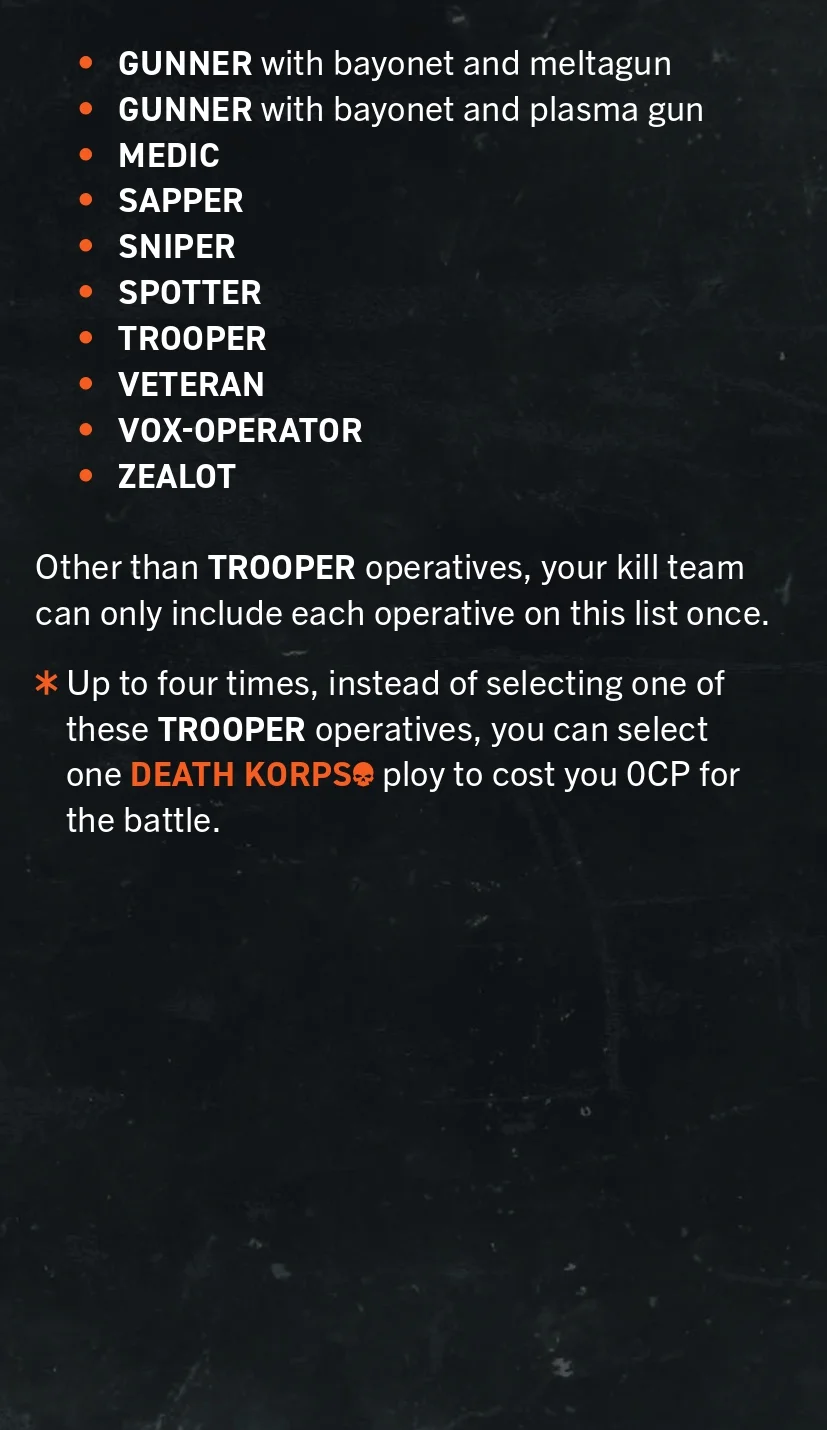 • GUNNER with bayonet and meltagun
• GUNNER with bayonet and plasma gun
• MEDIC
• SAPPER
• SNIPER
• SPOTTER
• TROOPER
• VETERAN
• VOX-OPERATOR
• ZEALOT
Other than TROOPER operatives, your kill team
can only include each operative on this list once.
* Up to four times, instead of selecting one of
these TROOPER operatives, you can select
one DEATH KORPS💀 ploy to cost you 0CP for
the battle.